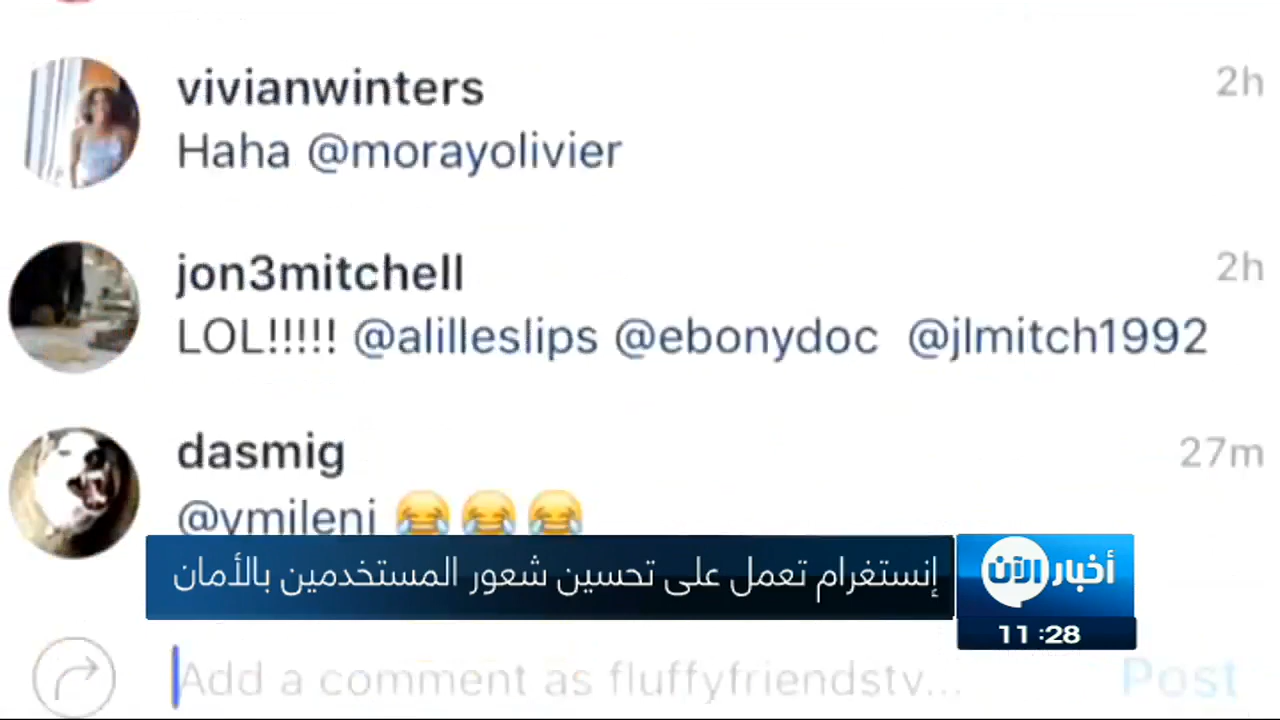 vivianwinters 2h
Haha @morayolivier
jon3mitchell 2h
LOL!!!!! @alilleslips @ebonydoc @jlmitch1992
dasmig 27m
@ymileni 😂😂😂
إنستغرام تعمل على تحسين شعور المستخدمين بالأمان
أخبار الآن
11:28
Add a comment as fluffyfriendstv... Post